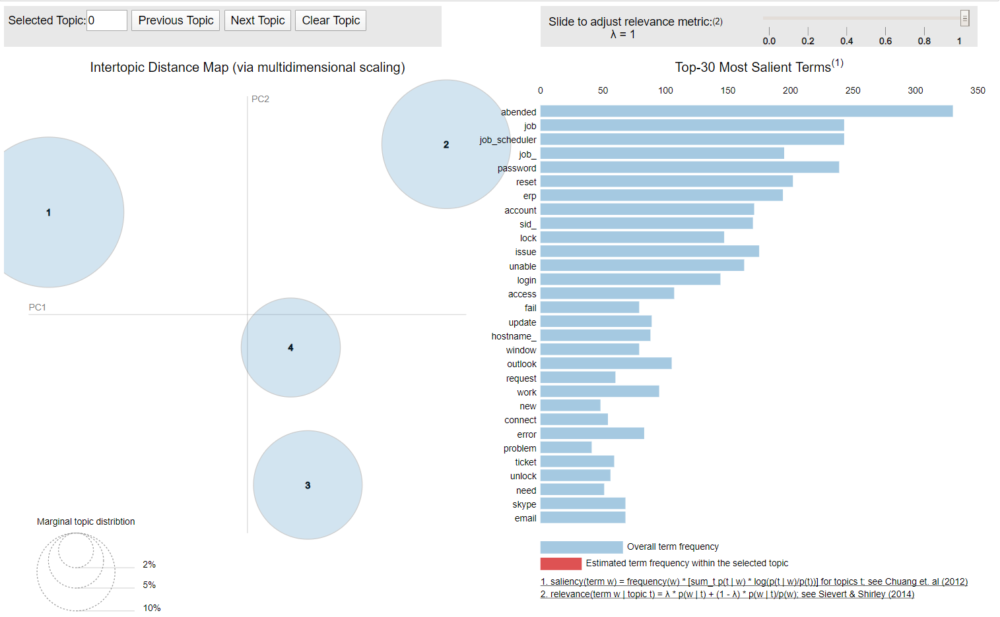 Selected Topic: 0 Previous Topic Next Topic Clear Topic
Slide to adjust relevance metric:(2)
λ = 1
0.0 0.2 0.4 0.6 0.8 1
Intertopic Distance Map (via multidimensional scaling)
PC2
PC1
1
2
4
3
Marginal topic distribtion
2%
5%
10%
Top-30 Most Salient Terms(1)
0 50 100 150 200 250 300 350
abended
job
job_scheduler
job_
password
reset
erp
account
sid_
lock
issue
unable
login
access
fail
update
hostname_
window
outlook
request
work
new
connect
error
problem
ticket
unlock
need
skype
email
Overall term frequency
Estimated term frequency within the selected topic
1. saliency(term w) = frequency(w) * [sum_t p(t | w) * log(p(t | w)/p(t))] for topics t; see Chuang et. al (2012)
2. relevance(term w | topic t) = λ * p(w | t) + (1 - λ) * p(w | t)/p(w); see Sievert & Shirley (2014)